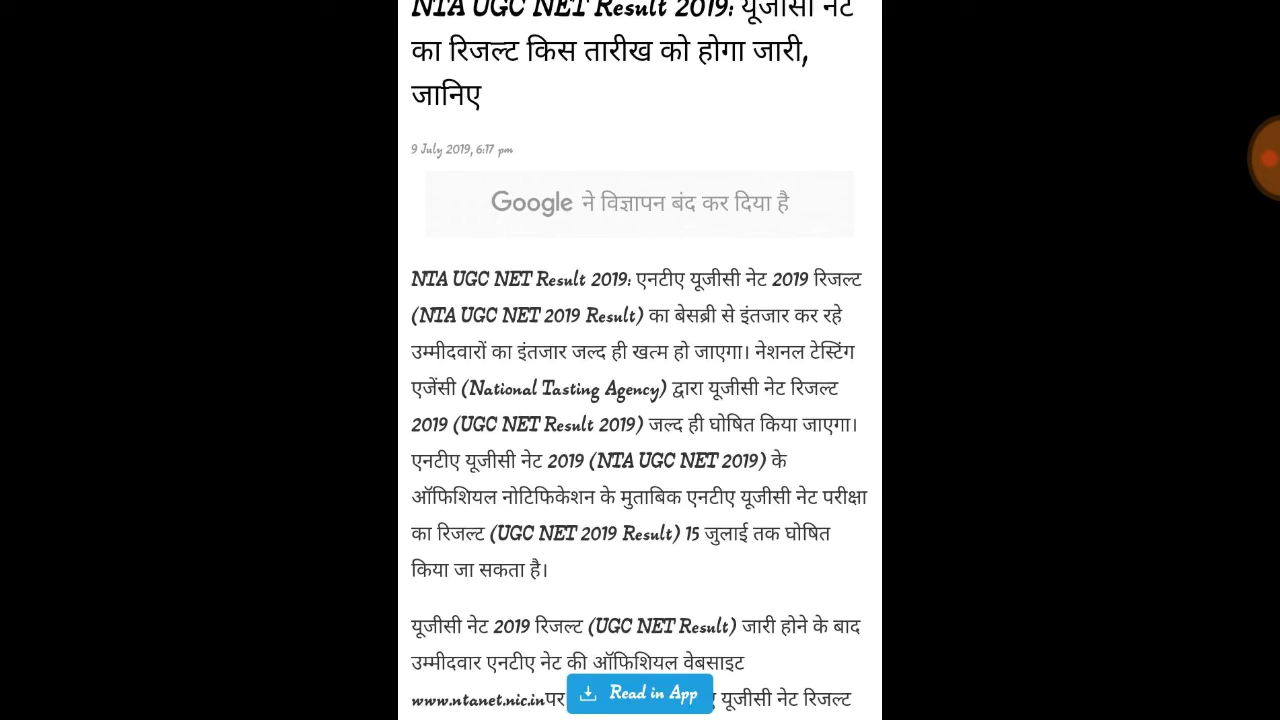 NTA UGC NET Result 2019: यूजीसी नेट
का रिजल्ट किस तारीख को होगा जारी,
जानिए
9 July 2019, 6:17 pm
Google ने विज्ञापन बंद कर दिया है
NTA UGC NET Result 2019: एनटीए यूजीसी नेट 2019 रिजल्ट
(NTA UGC NET 2019 Result) का बेसब्री से इंतजार कर रहे
उम्मीदवारों का इंतजार जल्द ही खत्म हो जाएगा। नेशनल टेस्टिंग
एजेंसी (National Tasting Agency) द्वारा यूजीसी नेट रिजल्ट
2019 (UGC NET Result 2019) जल्द ही घोषित किया जाएगा।
एनटीए यूजीसी नेट 2019 (NTA UGC NET 2019) के
ऑफिशियल नोटिफिकेशन के मुताबिक एनटीए यूजीसी नेट परीक्षा
का रिजल्ट (UGC NET 2019 Result) 15 जुलाई तक घोषित
किया जा सकता है।
यूजीसी नेट 2019 रिजल्ट (UGC NET Result) जारी होने के बाद
उम्मीदवार एनटीए नेट की ऑफिशियल वेबसाइट
www.ntanet.nic.inपर यूजीसी नेट रिजल्ट
Read in App